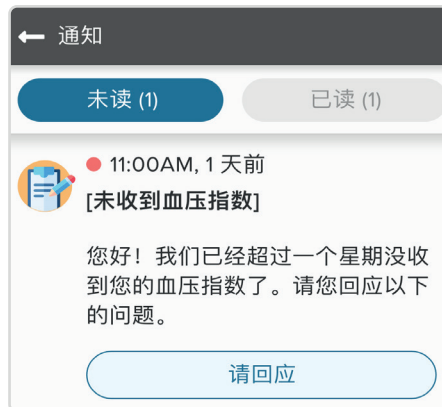 通知
未读 (1)
已读 (1)
11:00AM, 1 天前
[未收到血压指数]
您好！我们已经超过一个星期没收
到您的血压指数了。请您回应以下
的问题。
请回应